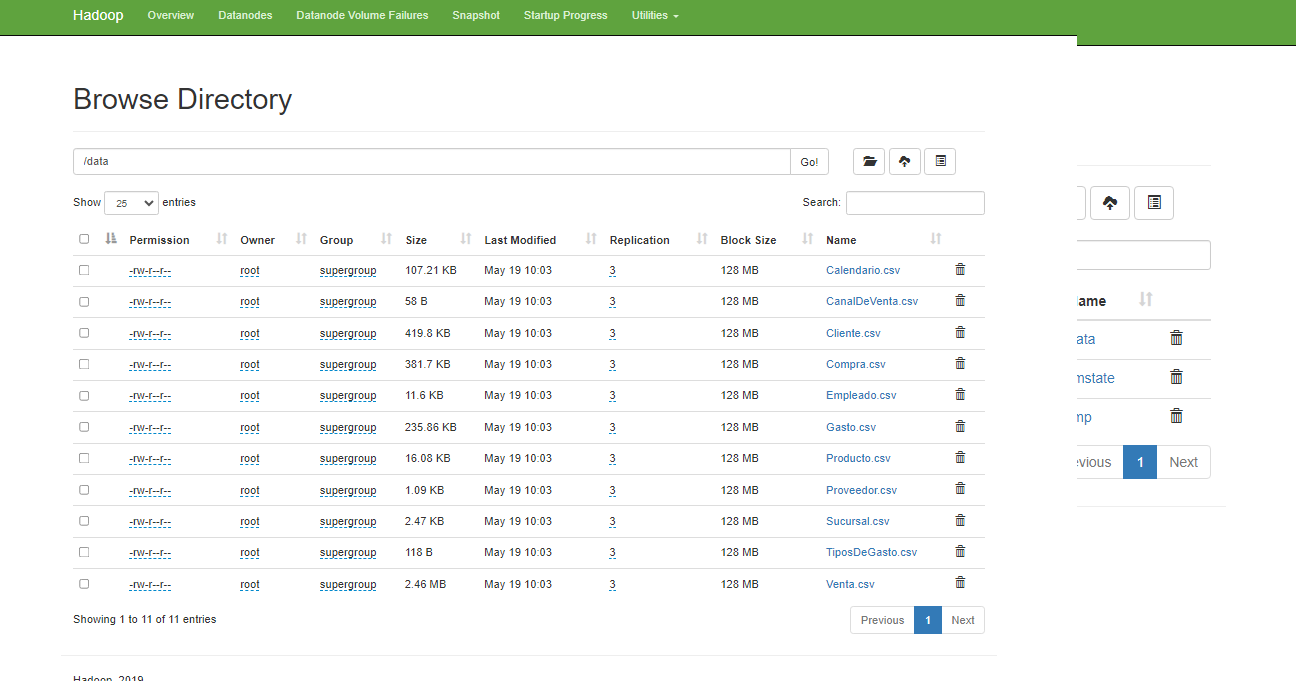 Hadoop Overview Datanodes Datanode Volume Failures Snapshot Startup Progress Utilities
Browse Directory
/data Go!
Show 25 entries Search:
Permission Owner Group Size Last Modified Replication Block Size Name
-rw-r--r-- root supergroup 107.21 KB May 19 10:03 3 128 MB Calendario.csv
-rw-r--r-- root supergroup 58 B May 19 10:03 3 128 MB CanalDeVenta.csv
-rw-r--r-- root supergroup 419.8 KB May 19 10:03 3 128 MB Cliente.csv
-rw-r--r-- root supergroup 381.7 KB May 19 10:03 3 128 MB Compra.csv
-rw-r--r-- root supergroup 11.6 KB May 19 10:03 3 128 MB Empleado.csv
-rw-r--r-- root supergroup 235.86 KB May 19 10:03 3 128 MB Gasto.csv
-rw-r--r-- root supergroup 16.08 KB May 19 10:03 3 128 MB Producto.csv
-rw-r--r-- root supergroup 1.09 KB May 19 10:03 3 128 MB Proveedor.csv
-rw-r--r-- root supergroup 2.47 KB May 19 10:03 3 128 MB Sucursal.csv
-rw-r--r-- root supergroup 118 B May 19 10:03 3 128 MB TiposDeGasto.csv
-rw-r--r-- root supergroup 2.46 MB May 19 10:03 3 128 MB Venta.csv
Showing 1 to 11 of 11 entries Previous 1 Next
Hadoop, 2019.
ame
ata
mstate
mp
evious 1 Next